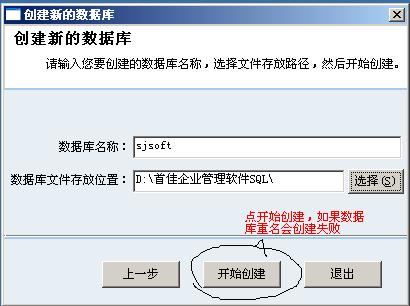 创建新的数据库
创建新的数据库
请输入您要创建的数据库名称，选择文件存放路径，然后开始创建。
数据库名称：sjsoft
数据库文件存放位置：D:\首佳企业管理软件SQL\ 选择(S)
点开始创建，如果数据
库重名会创建失败
上一步 开始创建 退出